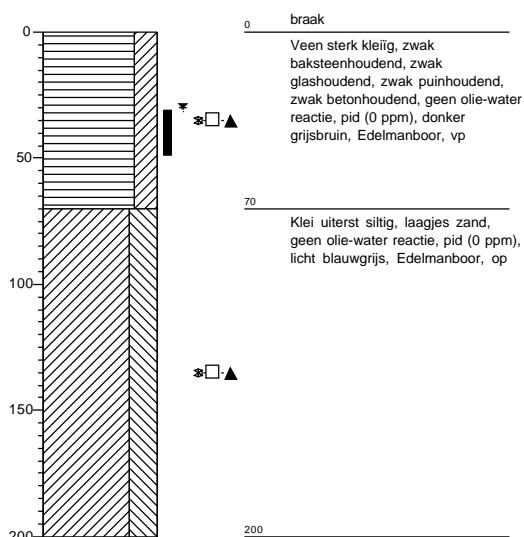 0
50
100
150
200
0
braak
Veen sterk kleiïg, zwak
baksteenhoudend, zwak
glashoudend, zwak puinhoudend,
zwak betonhoudend, geen olie-water
reactie, pid (0 ppm), donker
grijsbruin, Edelmanboor, vp
70
Klei uiterst siltig, laagjes zand,
geen olie-water reactie, pid (0 ppm),
licht blauwgrijs, Edelmanboor, op
200